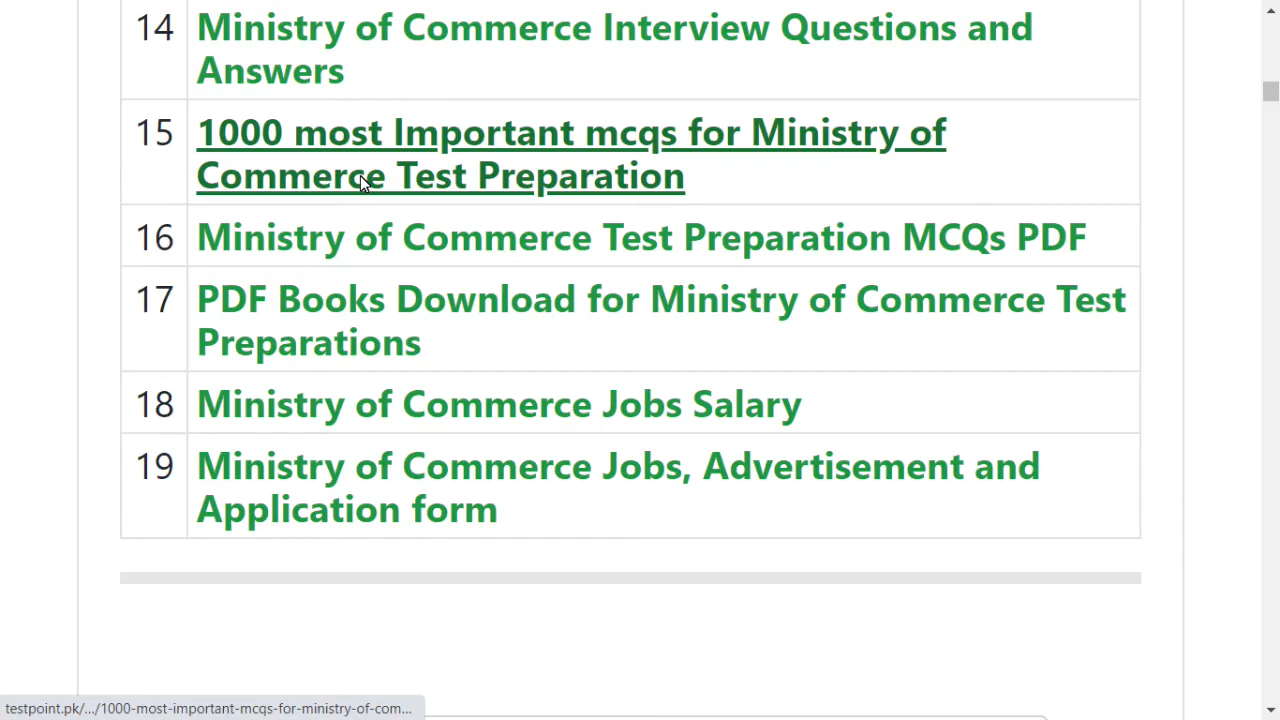 14 Ministry of Commerce Interview Questions and
Answers
15 1000 most Important mcqs for Ministry of
Commerce Test Preparation
16 Ministry of Commerce Test Preparation MCQs PDF
17 PDF Books Download for Ministry of Commerce Test
Preparations
18 Ministry of Commerce Jobs Salary
19 Ministry of Commerce Jobs, Advertisement and
Application form
testpoint.pk/.../1000-most-important-mcqs-for-ministry-of-com...